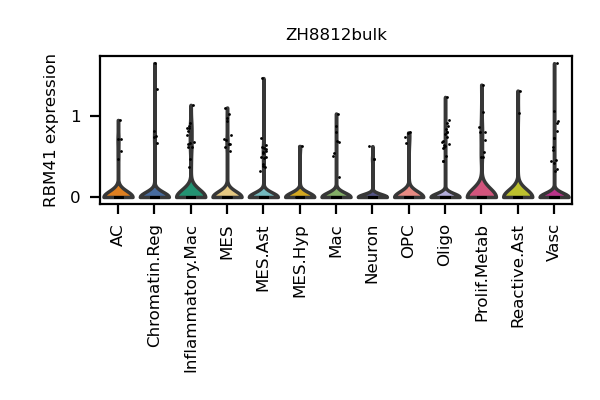 ZH8812bulk
RBM41 expression
1
0
AC
Chromatin.Reg
Inflammatory.Mac
MES
MES.Ast
MES.Hyp
Mac
Neuron
OPC
Oligo
Prolif.Metab
Reactive.Ast
Vasc